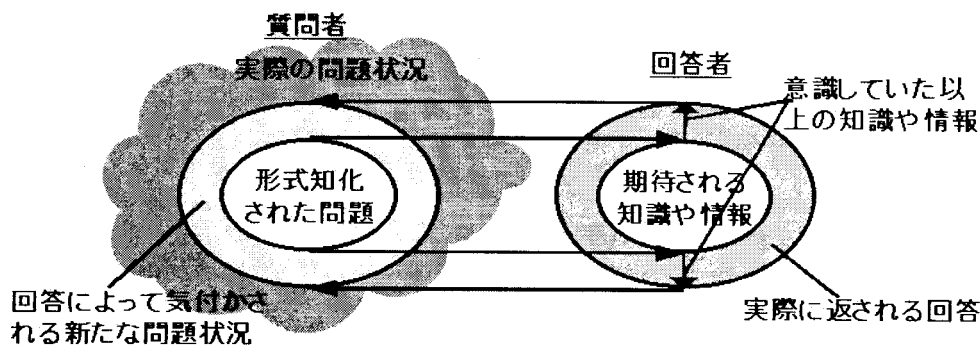 質問者
実際の問題状況
回答者
意識していた以
上の知識や情報
形式知化
された問題
期待される
知識や情報
回答によって気付かさ
れる新たな問題状況
実際に返される回答